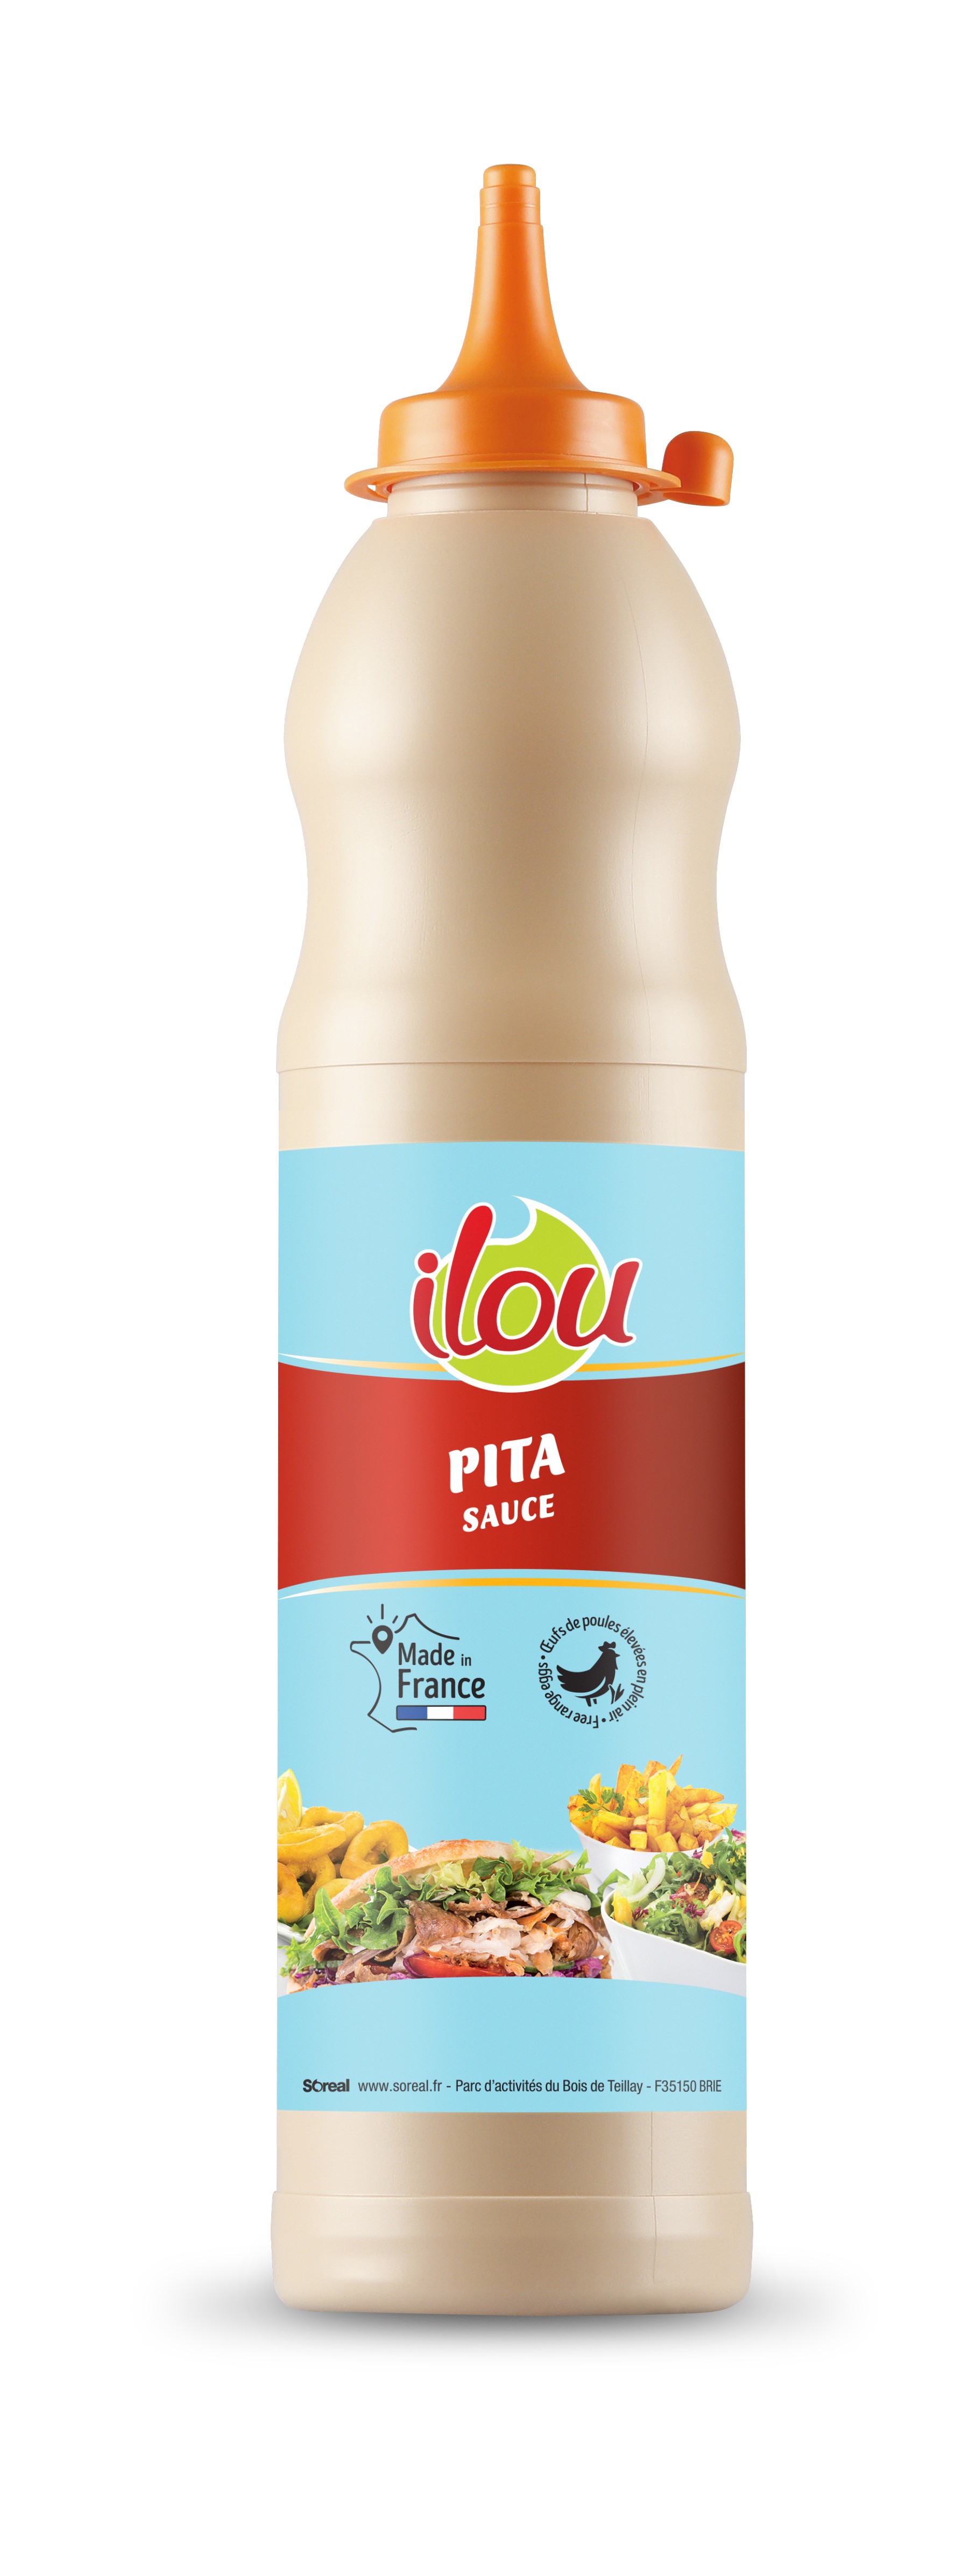 ilou
PITA
SAUCE
Made in
France
Œufs de poules élevées en plein air • Free range eggs •
Soreal www.soreal.fr - Parc d'activités du Bois de Teillay - F35150 BRIE